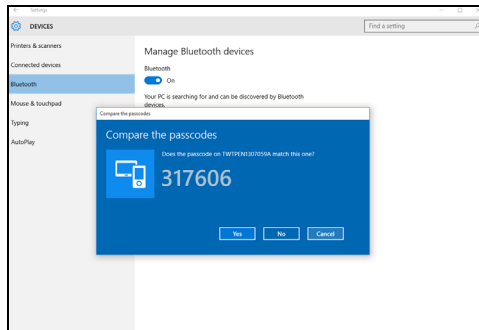 Settings
DEVICES
Find a setting
Printers & scanners
Connected devices
Bluetooth
Mouse & touchpad
Typing
AutoPlay
Manage Bluetooth devices
Bluetooth
On
Your PC is searching for and can be discovered by Bluetooth
devices.
Compare the passcodes
Compare the passcodes
Does the passcode on TWTPEN1307059A match this one?
317606
Yes No Cancel